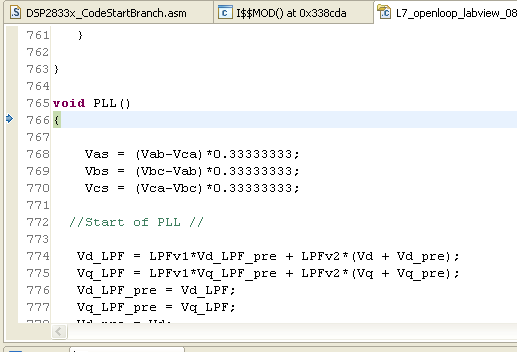 DSP2833x_CodeStartBranch.asm I$$MOD() at 0x338cda L7_openloop_labview_08
761 }
762
763 }
764
765 void PLL()
766 {
767
768 Vas = (Vab-Vca)*0.33333333;
769 Vbs = (Vbc-Vab)*0.33333333;
770 Vcs = (Vca-Vbc)*0.33333333;
771
772 //Start of PLL //
773
774 Vd_LPF = LPFv1*Vd_LPF_pre + LPFv2*(Vd + Vd_pre);
775 Vq_LPF = LPFv1*Vq_LPF_pre + LPFv2*(Vq + Vq_pre);
776 Vd_LPF_pre = Vd_LPF;
777 Vq_LPF_pre = Vq_LPF;